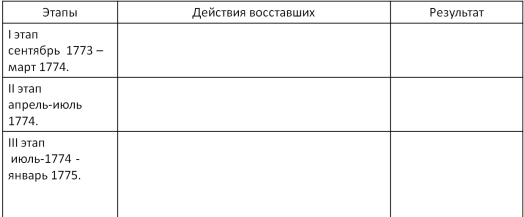 Этапы Действия восставших Результат
I этап
сентябрь 1773 –
март 1774.
II этап
апрель-июль
1774.
III этап
июль-1774 -
январь 1775.